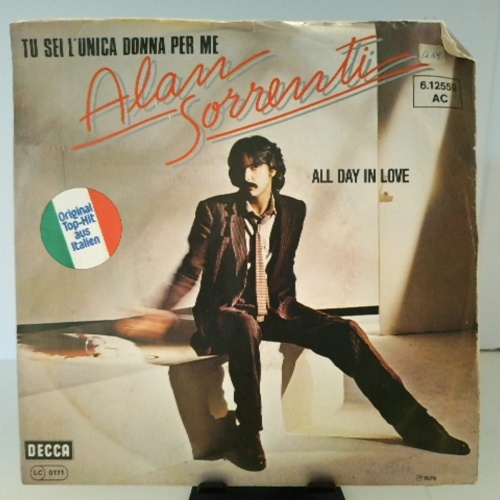 TU SEI L'UNICA DONNA PER ME
Alan
Sorrenti
6.12559
AC
ALL DAY IN LOVE
Original
Top-Hit
aus
Italien
DECCA
LC 0171